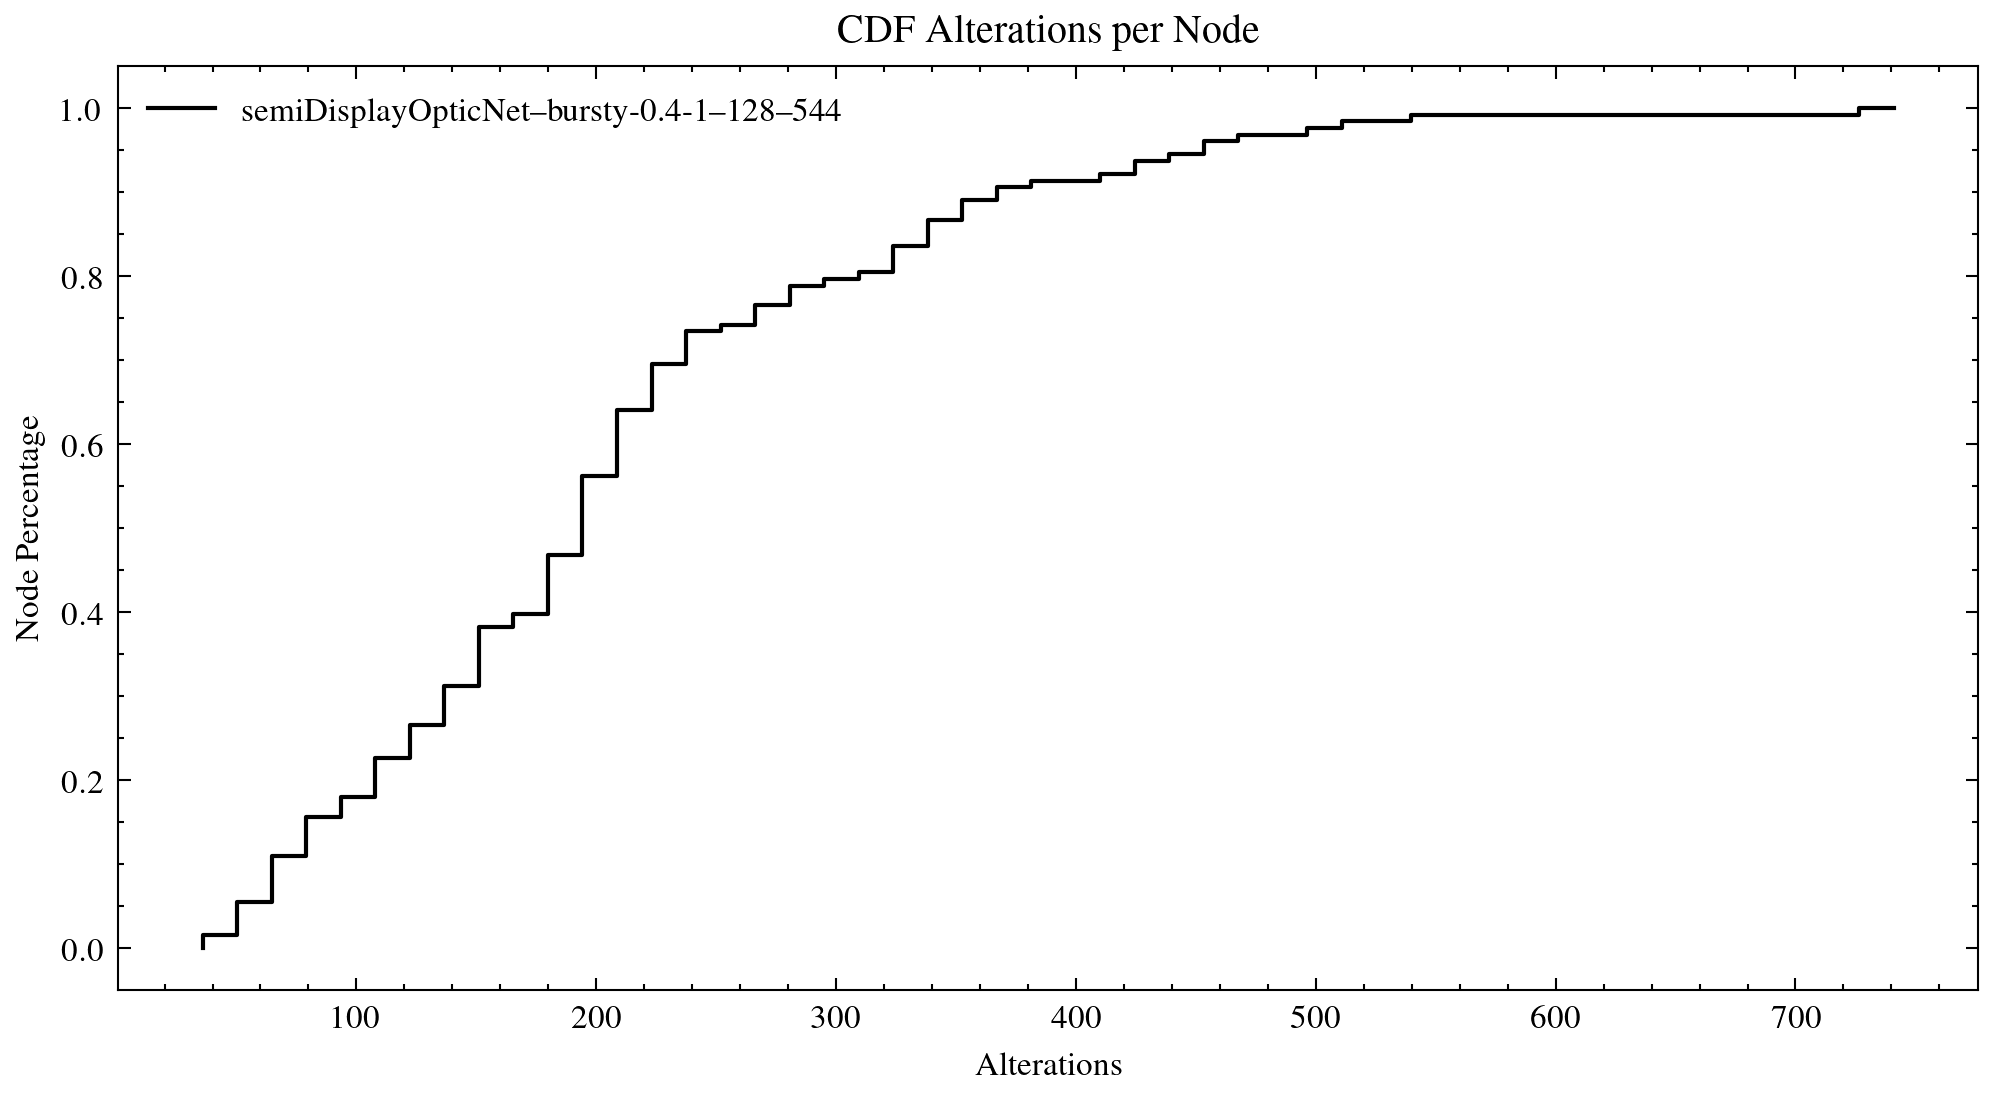 CDF Alterations per Node
semiDisplayOpticNet–bursty-0.4-1–128–544
Node Percentage
1.0
0.8
0.6
0.4
0.2
0.0
100 200 300 400 500 600 700
Alterations